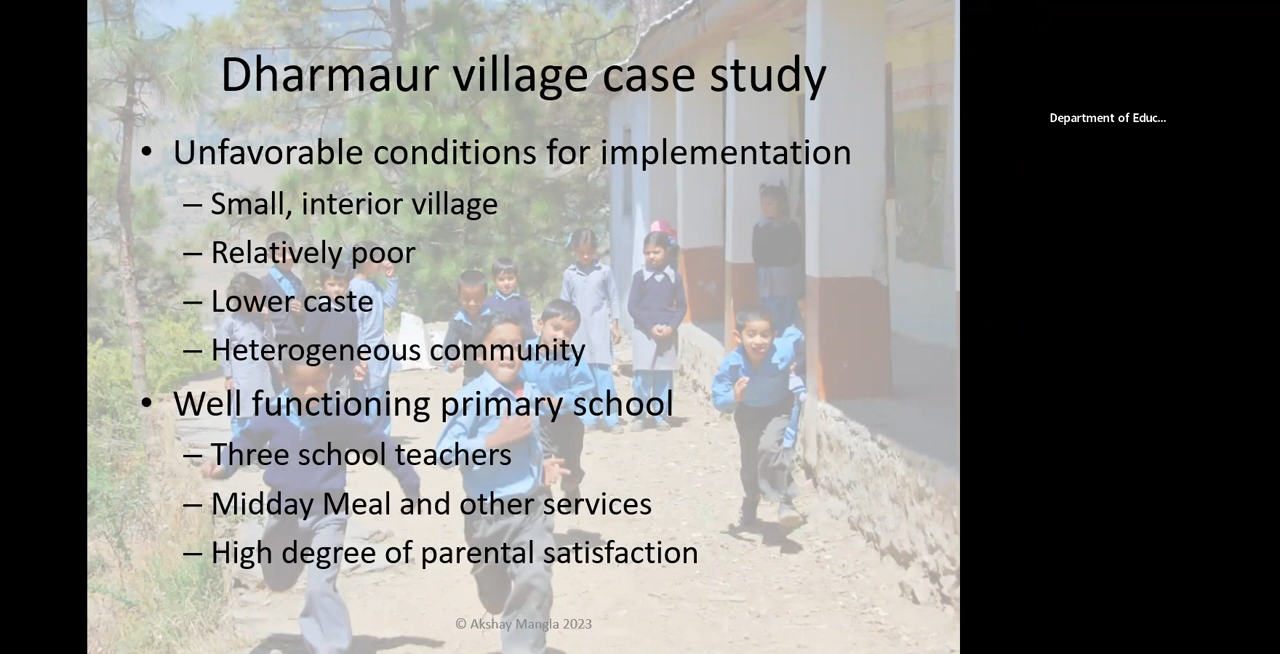 Dharmaur village case study
• Unfavorable conditions for implementation
– Small, interior village
– Relatively poor
– Lower caste
– Heterogeneous community
• Well functioning primary school
– Three school teachers
– Midday Meal and other services
– High degree of parental satisfaction
© Akshay Mangla 2023
Department of Educ...